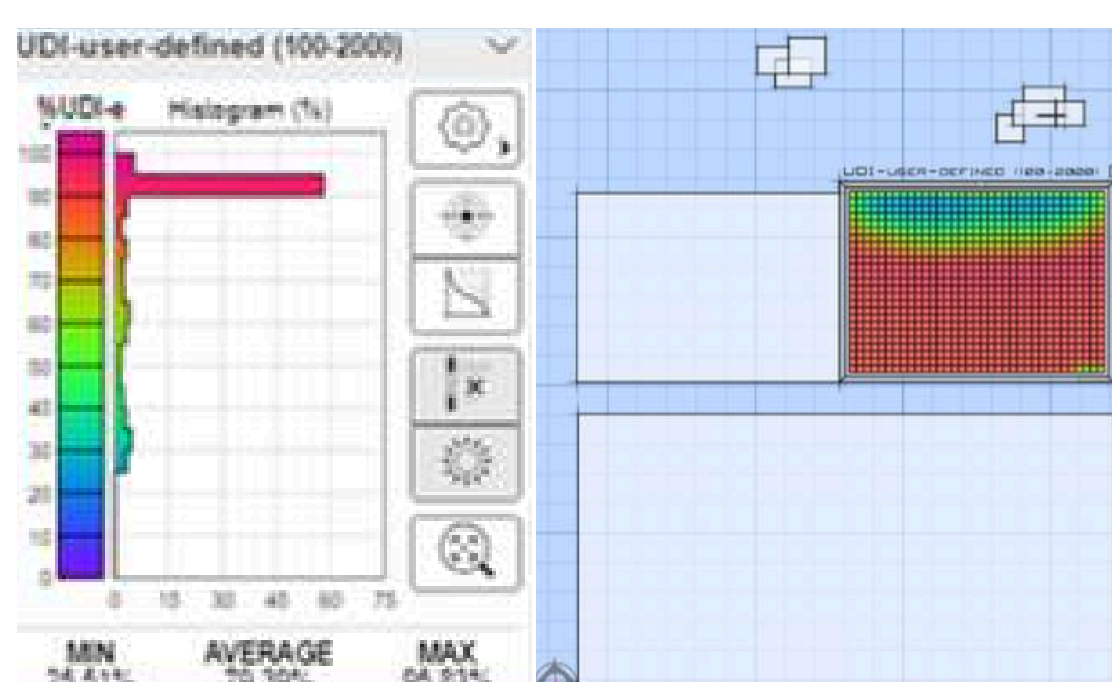 UDI-user-defined (100-2000)
%UDI-e
Histogram (%)
100
90
80
70
60
50
40
30
20
10
0
0 15 30 45 60 75
MIN AVERAGE MAX
UDI-USER-DEFINED (100-2000)